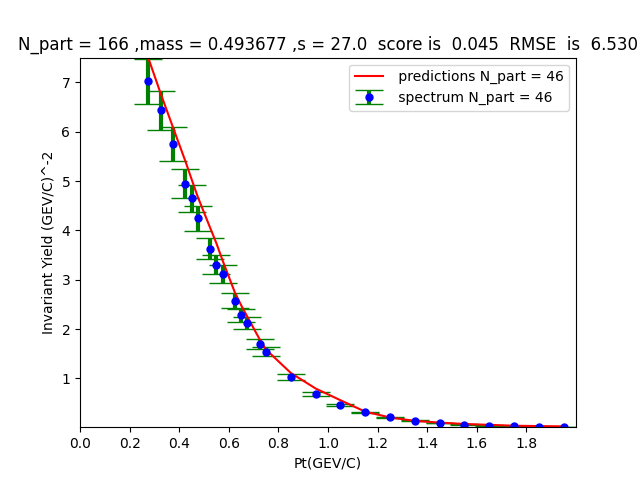 N_part = 166 ,mass = 0.493677 ,s = 27.0  score is  0.045  RMSE  is  6.530
predictions N_part = 46
spectrum N_part = 46
Invariant Yield (GEV/C)^-2
7
6
5
4
3
2
1
0.0 0.2 0.4 0.6 0.8 1.0 1.2 1.4 1.6 1.8
Pt(GEV/C)